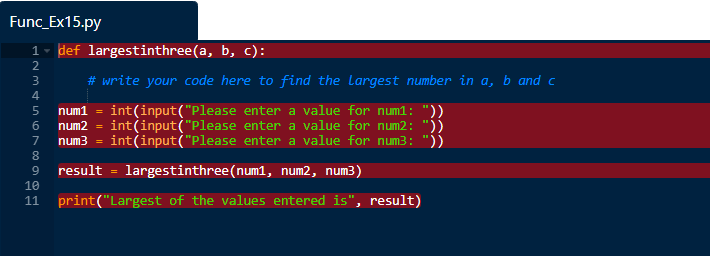 Func_Ex15.py
1 def largestinthree(a, b, c):
2
3 # write your code here to find the largest number in a, b and c
4
5 num1 = int(input("Please enter a value for num1: "))
6 num2 = int(input("Please enter a value for num2: "))
7 num3 = int(input("Please enter a value for num3: "))
8
9 result = largestinthree(num1, num2, num3)
10
11 print("Largest of the values entered is", result)